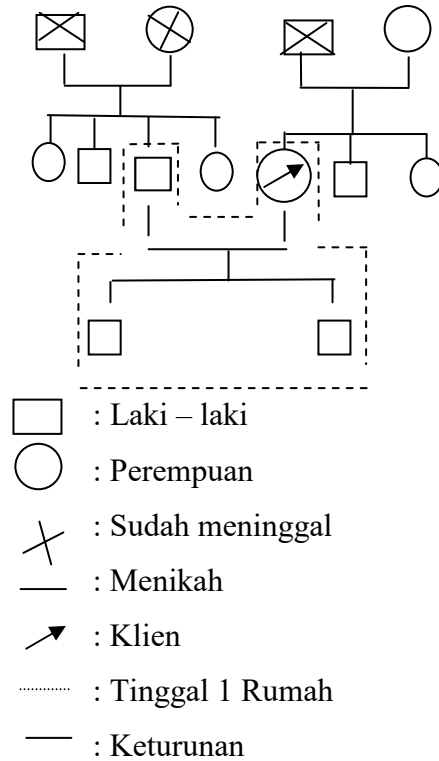 : Laki – laki
: Perempuan
: Sudah meninggal
: Menikah
: Klien
: Tinggal 1 Rumah
: Keturunan